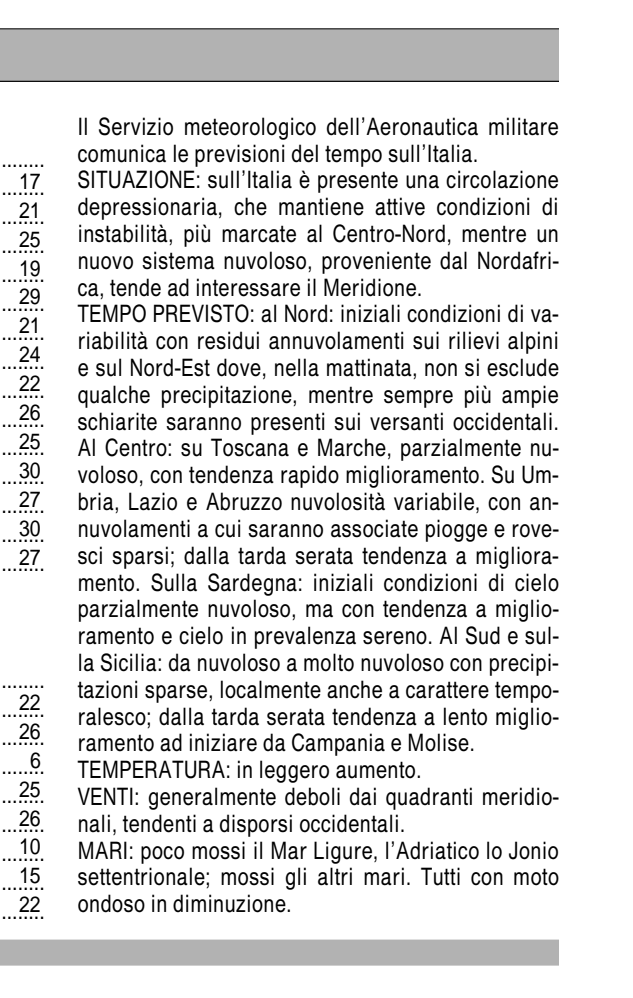 17
21
25
19
29
21
24
22
26
25
30
27
30
27
22
26
6
25
26
10
15
22
Il Servizio meteorologico dell'Aeronautica militare
comunica le previsioni del tempo sull'Italia.
SITUAZIONE: sull'Italia è presente una circolazione
depressionaria, che mantiene attive condizioni di
instabilità, più marcate al Centro-Nord, mentre un
nuovo sistema nuvoloso, proveniente dal Nordafri-
ca, tende ad interessare il Meridione.
TEMPO PREVISTO: al Nord: iniziali condizioni di va-
riabilità con residui annuvolamenti sui rilievi alpini
e sul Nord-Est dove, nella mattinata, non si esclude
qualche precipitazione, mentre sempre più ampie
schiarite saranno presenti sui versanti occidentali.
Al Centro: su Toscana e Marche, parzialmente nu-
voloso, con tendenza rapido miglioramento. Su Um-
bria, Lazio e Abruzzo nuvolosità variabile, con an-
nuvolamenti a cui saranno associate piogge e rove-
sci sparsi; dalla tarda serata tendenza a migliora-
mento. Sulla Sardegna: iniziali condizioni di cielo
parzialmente nuvoloso, ma con tendenza a miglio-
ramento e cielo in prevalenza sereno. Al Sud e sul-
la Sicilia: da nuvoloso a molto nuvoloso con precipi-
tazioni sparse, localmente anche a carattere tempo-
ralesco; dalla tarda serata tendenza a lento miglio-
ramento ad iniziare da Campania e Molise.
TEMPERATURA: in leggero aumento.
VENTI: generalmente deboli dai quadranti meridio-
nali, tendenti a disporsi occidentali.
MARI: poco mossi il Mar Ligure, l'Adriatico lo Jonio
settentrionale; mossi gli altri mari. Tutti con moto
ondoso in diminuzione.